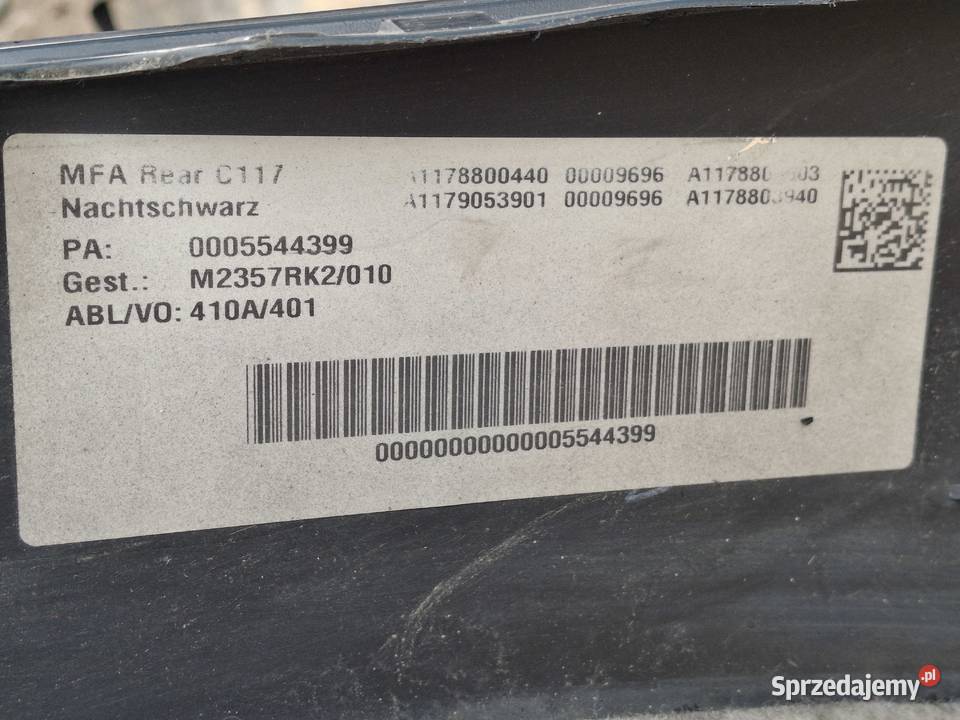 MFA Rear C117 00009696
Nachtschwarz A1179053901 00009696
PA: 0005544399
Gest.: M2357RK2/010
ABL/VO: 410A/401
00000000000005544399
Sprzedajemy.pl